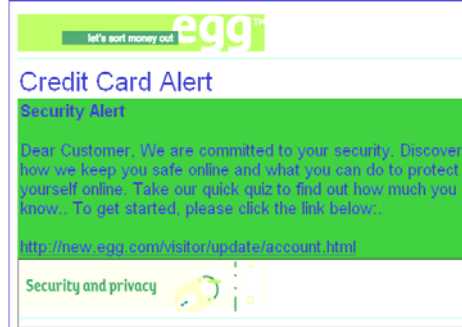 let's sort money out egg™
Credit Card Alert
Security Alert
Dear Customer, We are committed to your security. Discover
how we keep you safe online and what you can do to protect
yourself online. Take our quick quiz to find out how much you
know.. To get started, please click the link below:.
http://new.egg.com/visitor/update/account.html
Security and privacy